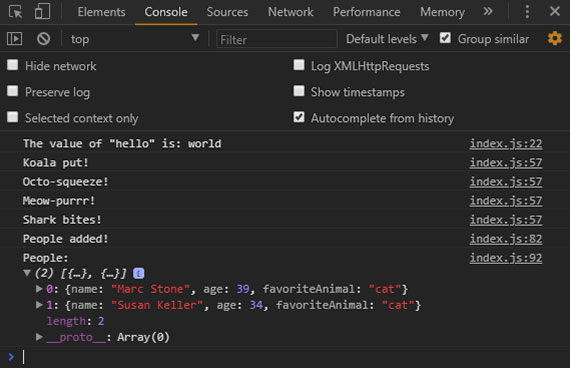 Elements Console Sources Network Performance Memory »
top Filter Default levels Group similar
Hide network Log XMLHttpRequests
Preserve log Show timestamps
Selected context only Autocomplete from history
The value of "hello" is: world index.js:22
Koala put! index.js:57
Octo-squeeze! index.js:57
Meow-purrr! index.js:57
Shark bites! index.js:57
People added! index.js:82
People: index.js:92
(2) [{…}, {…}] i
0: {name: "Marc Stone", age: 39, favoriteAnimal: "cat"}
1: {name: "Susan Keller", age: 34, favoriteAnimal: "cat"}
length: 2
__proto__: Array(0)
>